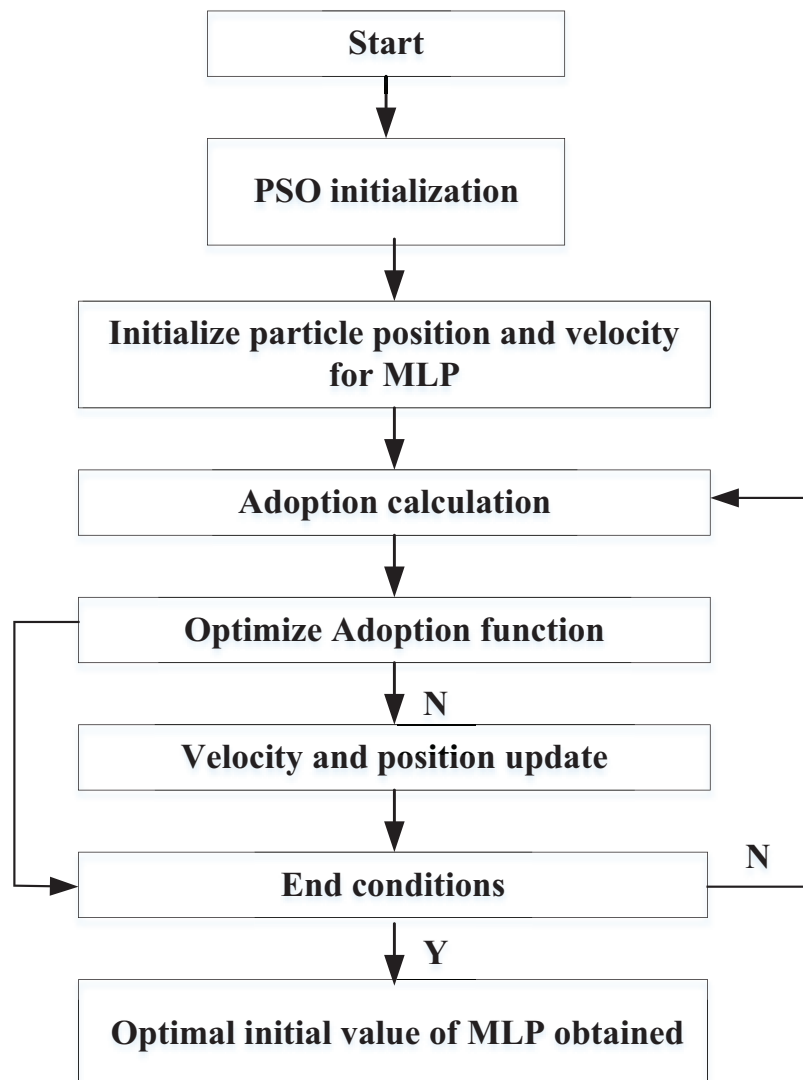 Start
PSO initialization
Initialize particle position and velocity
for MLP
Adoption calculation
Optimize Adoption function
N
Velocity and position update
N
End conditions
Y
Optimal initial value of MLP obtained